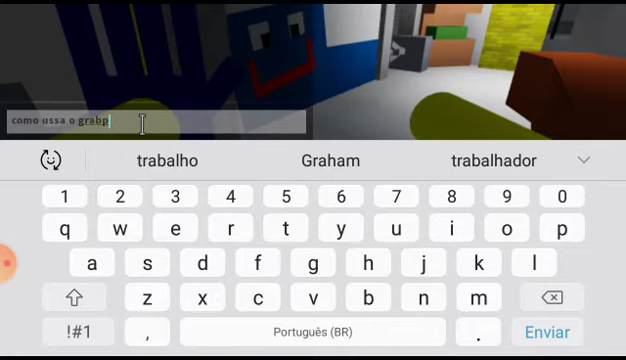 como ussa o grabp
trabalho Graham trabalhador
1 2 3 4 5 6 7 8 9 0
q w e r t y u i o p
a s d f g h j k l
z x c v b n m
!#1 , Português (BR) . Enviar